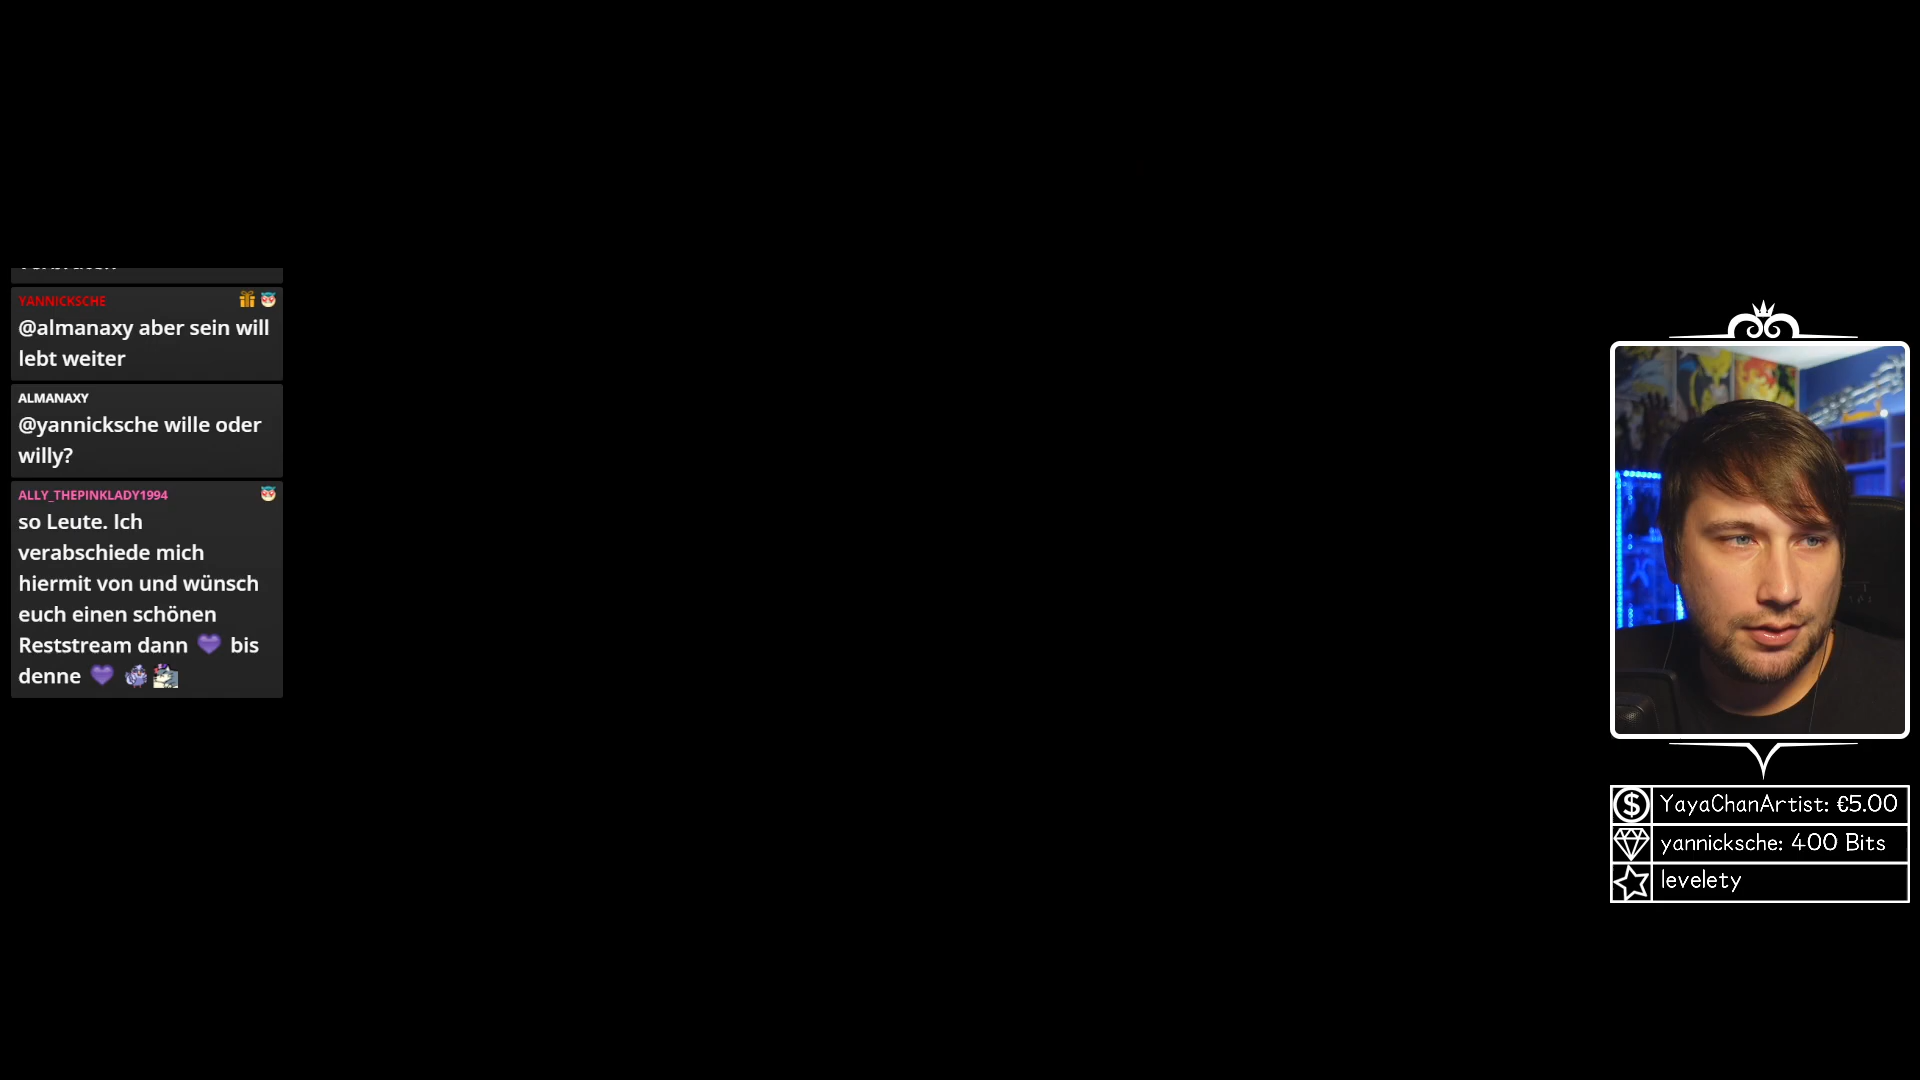 YANNICKSCHE
@almanaxy aber sein will
lebt weiter
ALMANAXY
@yannicksche wille oder
willy?
ALLY_THEPINKLADY1994
so Leute. Ich
verabschiede mich
hiermit von und wünsch
euch einen schönen
Reststream dann 💜 bis
denne 💜
YayaChanArtist: €5.00
yannicksche: 400 Bits
levelety